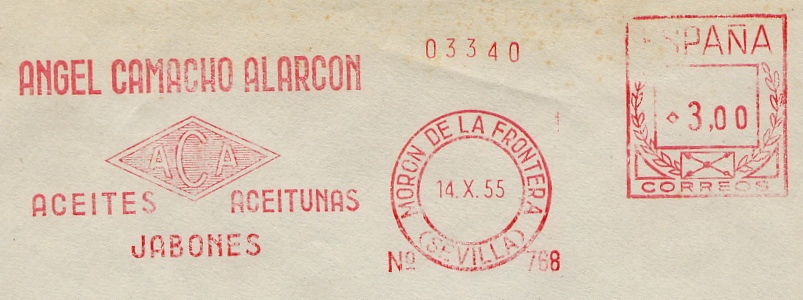 ANGEL CAMACHO ALARCON
ACA
ACEITES ACEITUNAS
JABONES
03340
MORON DE LA FRONTERA
(SEVILLA)
14.X.55
Nº 768
ESPAÑA
3,00
CORREOS